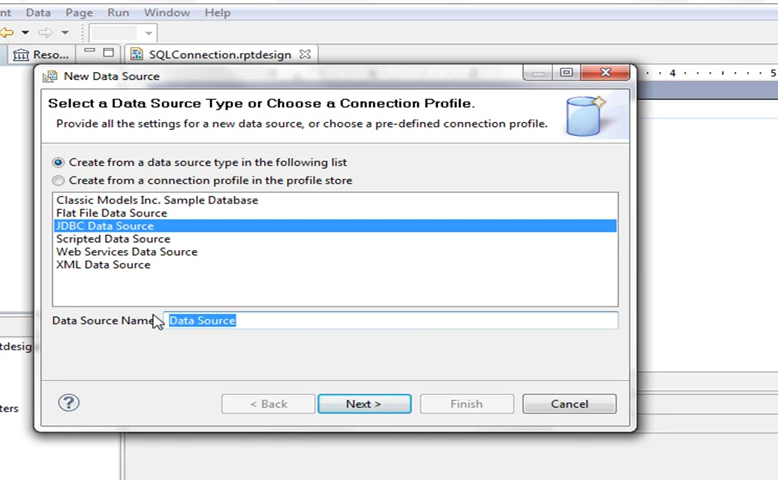 nt Data Page Run Window Help
Reso... SQLConnection.rptdesign
4 5
New Data Source
Select a Data Source Type or Choose a Connection Profile.
Provide all the settings for a new data source, or choose a pre-defined connection profile.
Create from a data source type in the following list
Create from a connection profile in the profile store
Classic Models Inc. Sample Database
Flat File Data Source
JDBC Data Source
Scripted Data Source
Web Services Data Source
XML Data Source
Data Source Name Data Source
tdesig
ters
? < Back Next > Finish Cancel